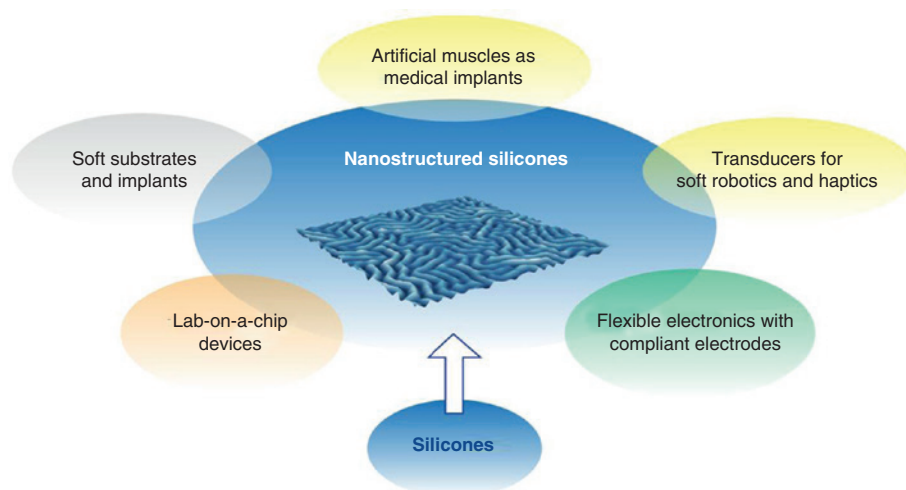 Artificial muscles as
medical implants
Soft substrates
and implants
Nanostructured silicones
Transducers for
soft robotics and haptics
Lab-on-a-chip
devices
Flexible electronics with
compliant electrodes
Silicones